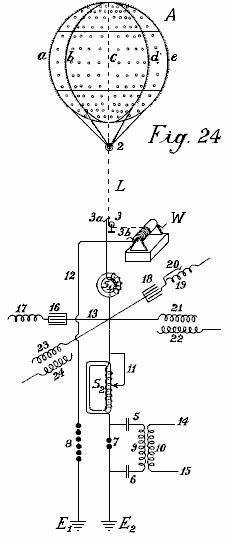 A
a b c d e
Fig. 24
2
L
3a 3 W
3b
12 S1 20
18 19
17 16 13 21
23 22
24
S2 11
8 7 5 14
9 10
6 15
E1 E2